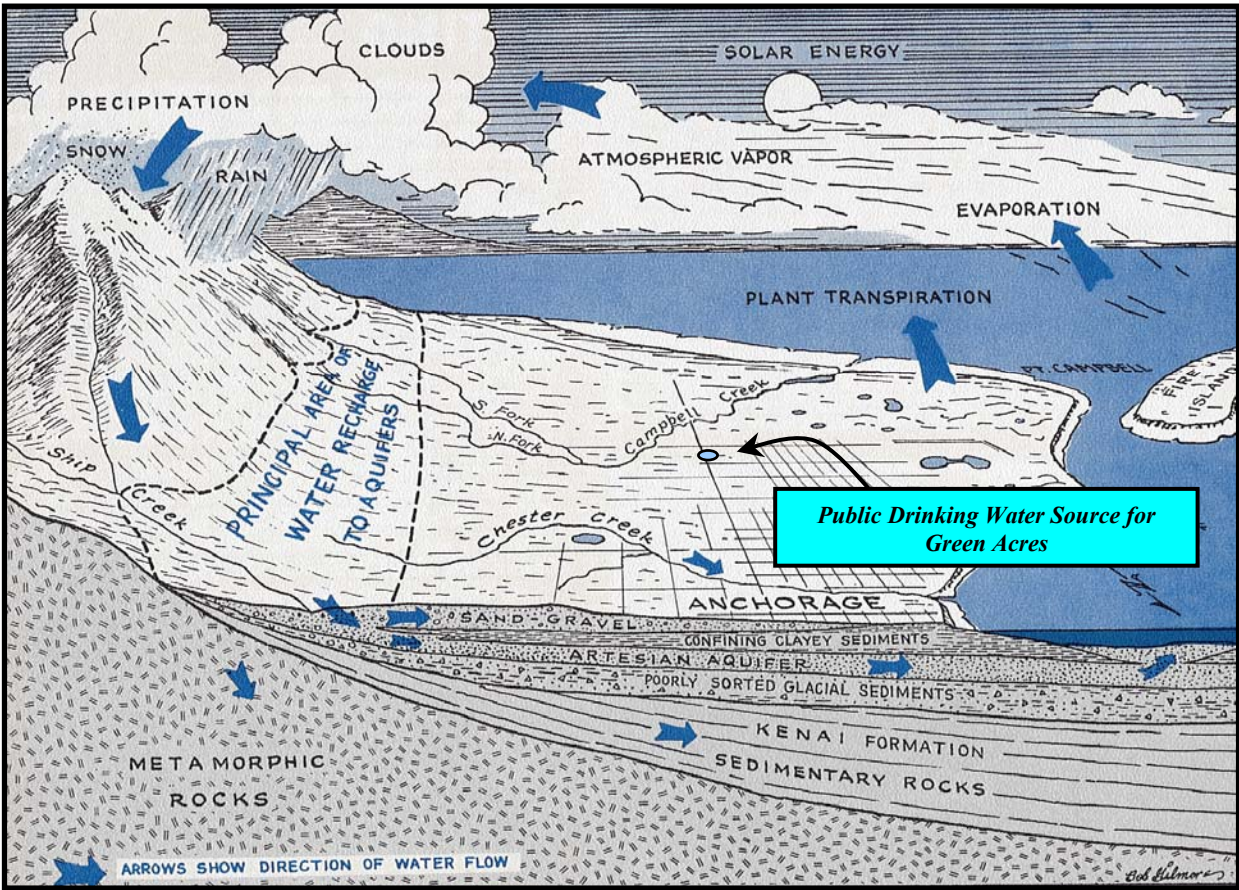 CLOUDS
SOLAR ENERGY
PRECIPITATION
SNOW
RAIN
ATMOSPHERIC VAPOR
EVAPORATION
PLANT TRANSPIRATION
PT. CAMPBELL
FIRE
ISLAND
PRINCIPAL AREA OF
WATER RECHARGE
TO AQUIFERS
S. Fork
N. Fork
Campbell Creek
Ship
Creek
Chester Creek
Public Drinking Water Source for
Green Acres
ANCHORAGE
SAND-GRAVEL
CONFINING CLAYEY SEDIMENTS
ARTESIAN AQUIFER
POORLY SORTED GLACIAL SEDIMENTS
KENAI FORMATION
SEDIMENTARY ROCKS
METAMORPHIC
ROCKS
ARROWS SHOW DIRECTION OF WATER FLOW
Bob Gilmore